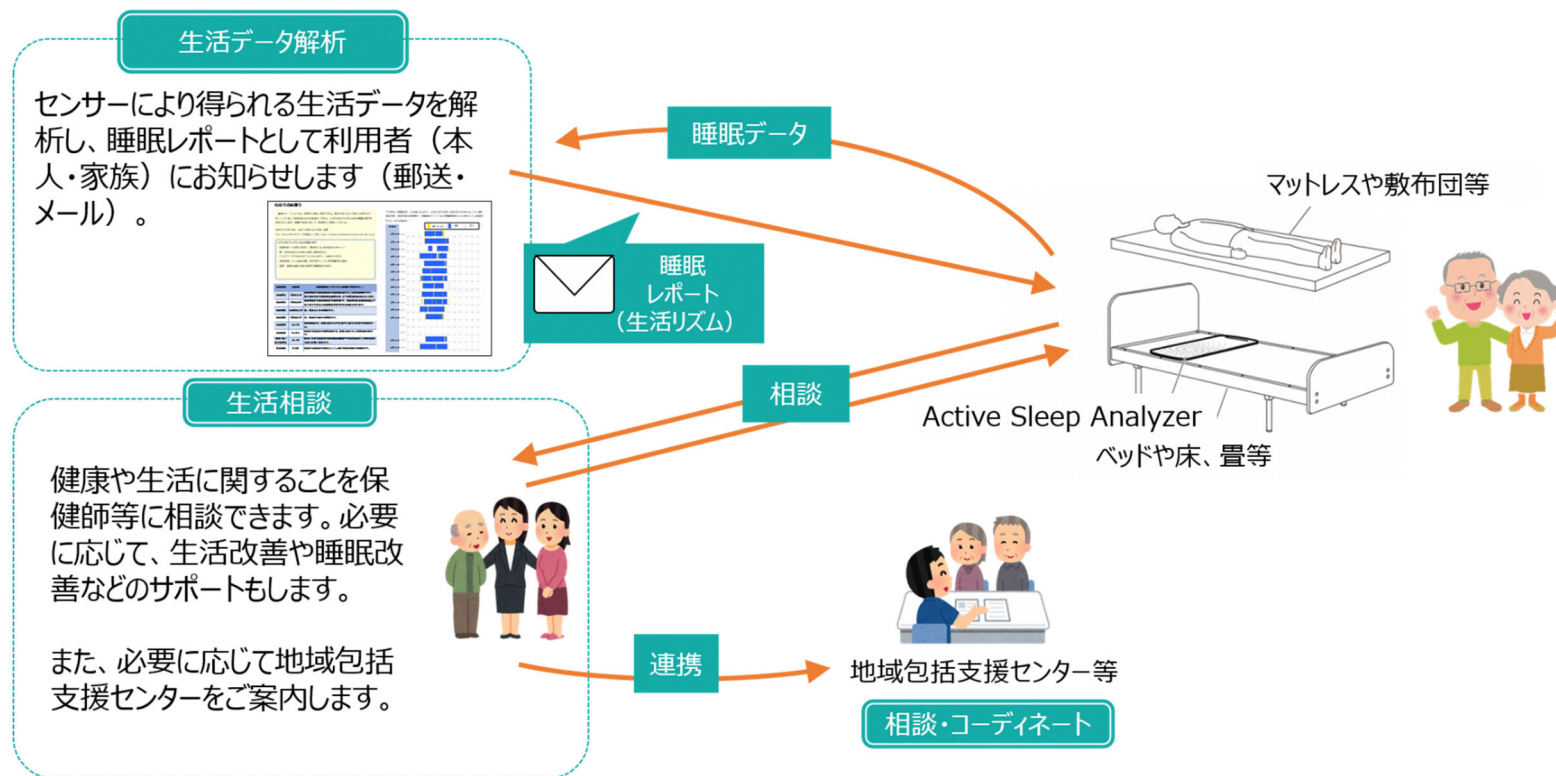 生活データ解析
センサーにより得られる生活データを解
析し、睡眠レポートとして利用者（本
人・家族）にお知らせします（郵送・
メール）。
睡眠データ
睡眠
レポート
（生活リズム）
マットレスや敷布団等
Active Sleep Analyzer
ベッドや床、畳等
相談
生活相談
健康や生活に関することを保
健師等に相談できます。必要
に応じて、生活改善や睡眠改
善などのサポートもします。
また、必要に応じて地域包括
支援センターをご案内します。
連携
地域包括支援センター等
相談・コーディネート